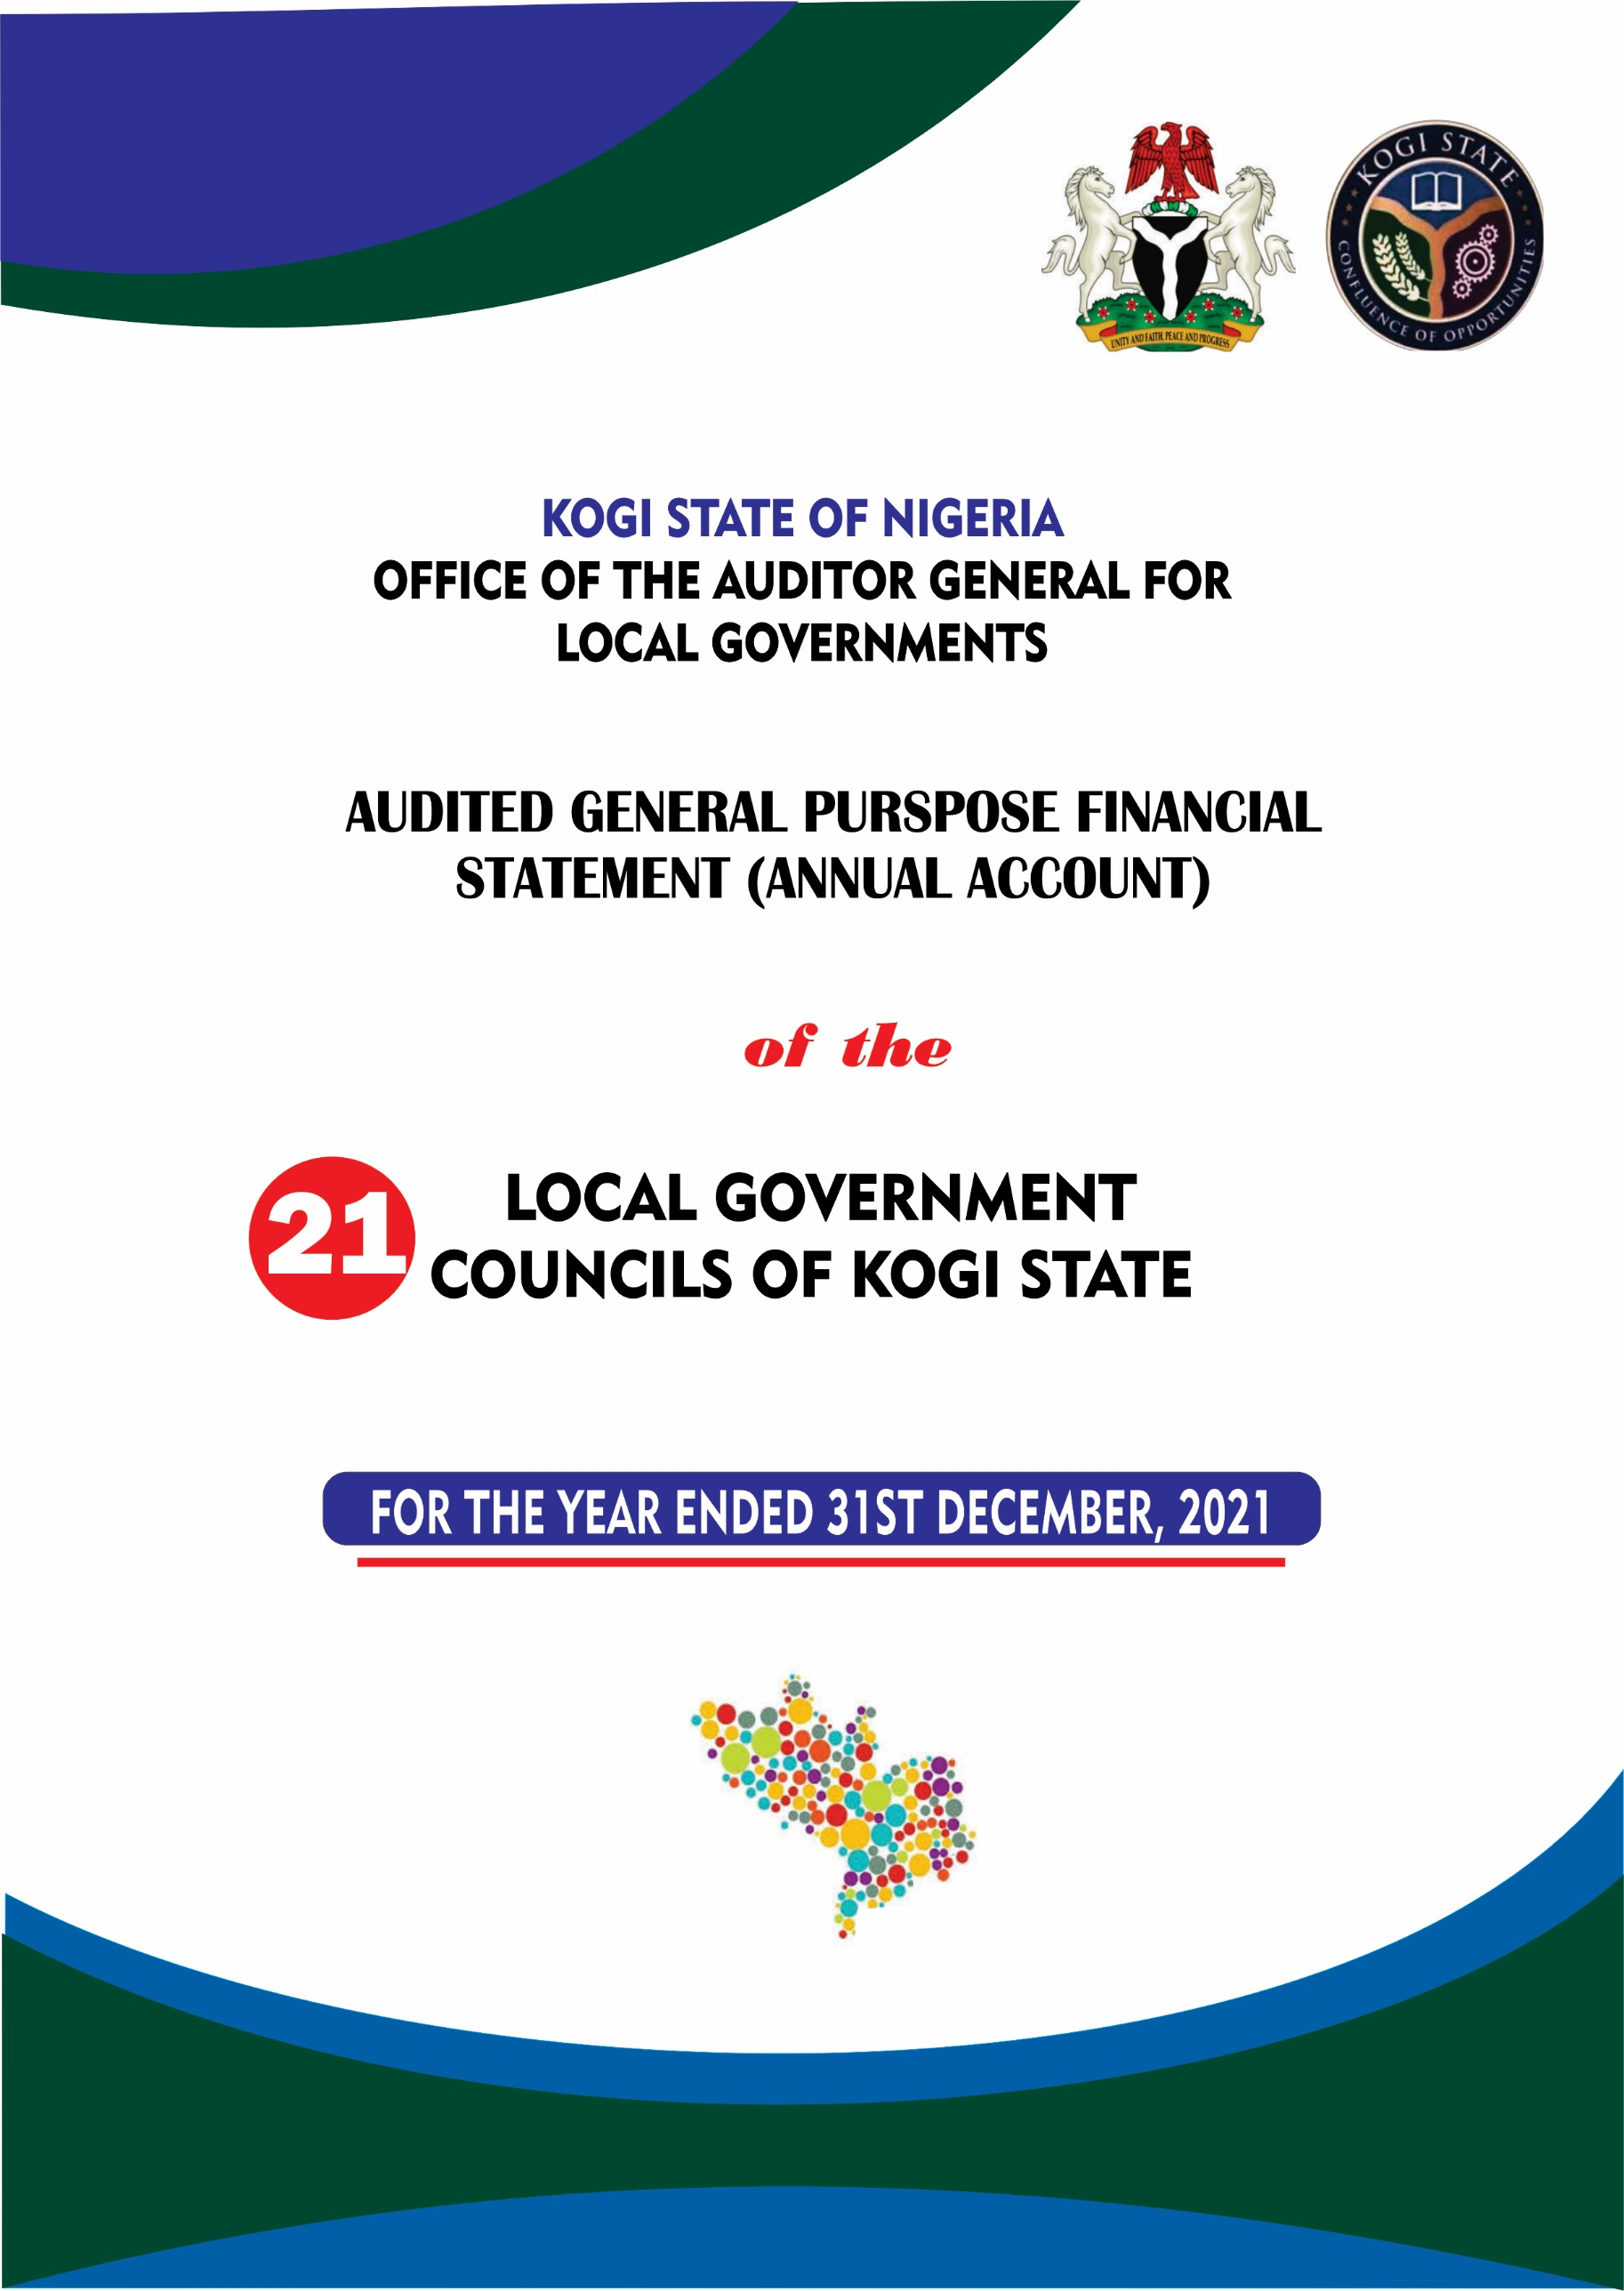 UNITY AND FAITH, PEACE AND PROGRESS
KOGI STATE
CONFLUENCE OF OPPORTUNITIES
KOGI STATE OF NIGERIA
OFFICE OF THE AUDITOR GENERAL FOR
LOCAL GOVERNMENTS
AUDITED GENERAL PURSPOSE FINANCIAL
STATEMENT (ANNUAL ACCOUNT)
of the
21
LOCAL GOVERNMENT
COUNCILS OF KOGI STATE
FOR THE YEAR ENDED 31ST DECEMBER, 2021